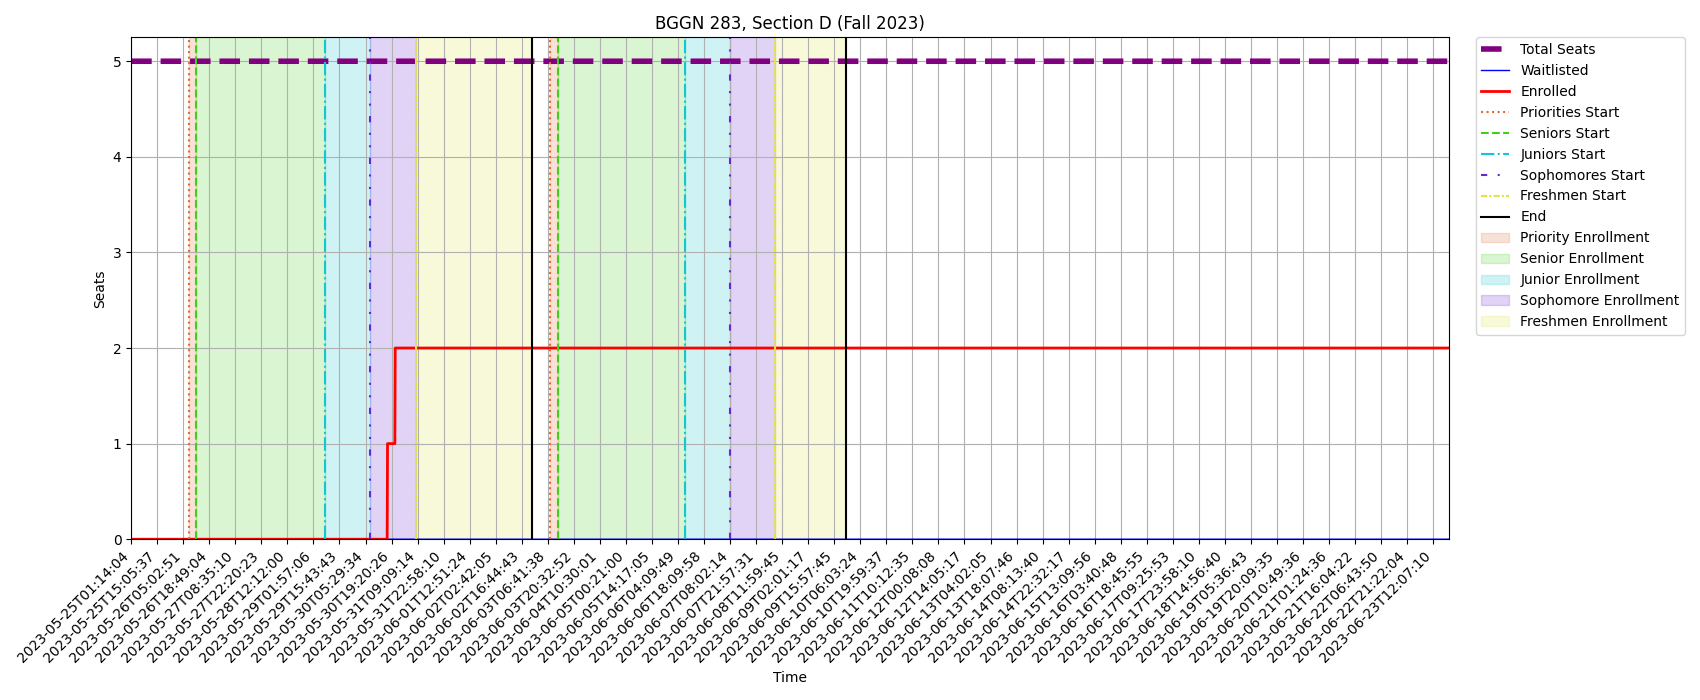 BGGN 283, Section D (Fall 2023)
Seats
5
4
3
2
1
0
2023-05-25T01:14:04
2023-05-25T15:05:37
2023-05-26T05:02:51
2023-05-26T18:49:04
2023-05-27T08:35:10
2023-05-27T22:20:23
2023-05-28T12:12:00
2023-05-29T01:57:06
2023-05-29T15:43:43
2023-05-30T05:29:34
2023-05-30T19:20:26
2023-05-31T09:09:14
2023-05-31T22:58:10
2023-06-01T12:51:24
2023-06-02T02:42:05
2023-06-02T16:44:43
2023-06-03T06:41:38
2023-06-03T20:32:52
2023-06-04T10:30:01
2023-06-05T00:21:00
2023-06-05T14:17:05
2023-06-06T04:09:49
2023-06-06T18:09:58
2023-06-07T08:02:14
2023-06-07T21:57:31
2023-06-08T11:59:45
2023-06-09T02:01:17
2023-06-09T15:57:45
2023-06-10T06:03:24
2023-06-10T19:59:37
2023-06-11T10:12:35
2023-06-12T00:08:08
2023-06-12T14:05:17
2023-06-13T04:02:05
2023-06-13T18:07:46
2023-06-14T08:13:40
2023-06-14T22:32:17
2023-06-15T13:09:56
2023-06-16T03:40:48
2023-06-16T18:45:55
2023-06-17T09:25:53
2023-06-17T23:58:10
2023-06-18T14:56:40
2023-06-19T05:36:43
2023-06-19T20:09:35
2023-06-20T10:49:36
2023-06-21T01:24:36
2023-06-21T16:04:22
2023-06-22T06:43:50
2023-06-22T21:22:04
2023-06-23T12:07:10
Time
Total Seats
Waitlisted
Enrolled
Priorities Start
Seniors Start
Juniors Start
Sophomores Start
Freshmen Start
End
Priority Enrollment
Senior Enrollment
Junior Enrollment
Sophomore Enrollment
Freshmen Enrollment